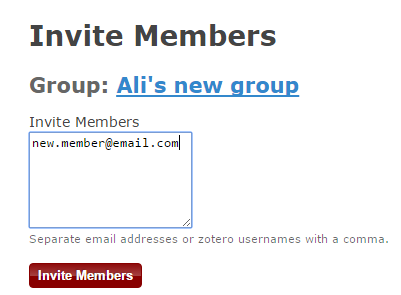 Invite Members
Group: Ali's new group
Invite Members
new.member@email.com
Separate email addresses or zotero usernames with a comma.
Invite Members